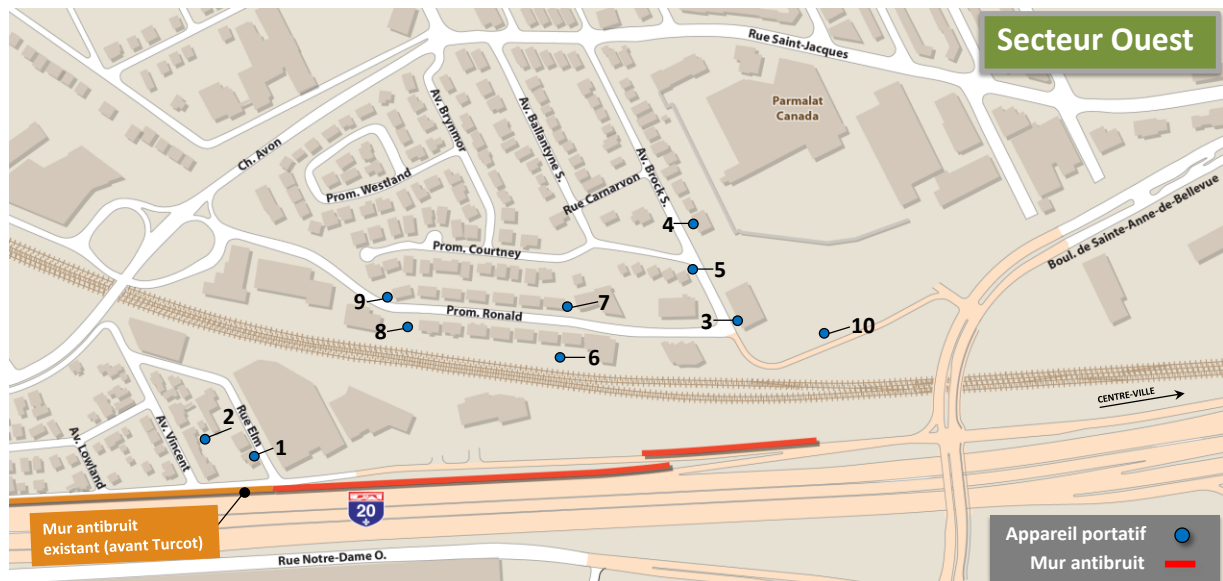 Secteur Ouest
Rue Saint-Jacques
Parmalat
Canada
Av. Brynmor
Av. Ballantyne S.
Ch. Avon
Av. Brock S.
Prom. Westland
Rue Carnarvon
Boul. de Sainte-Anne-de-Bellevue
4
Prom. Courtney
5
9
7
Prom. Ronald
3
8
10
6
CENTRE-VILLE
2
Rue Elm
1
Av. Vincent
Av. Lowland
20
Mur antibruit
existant (avant Turcot)
Rue Notre-Dame O.
Appareil portatif
Mur antibruit